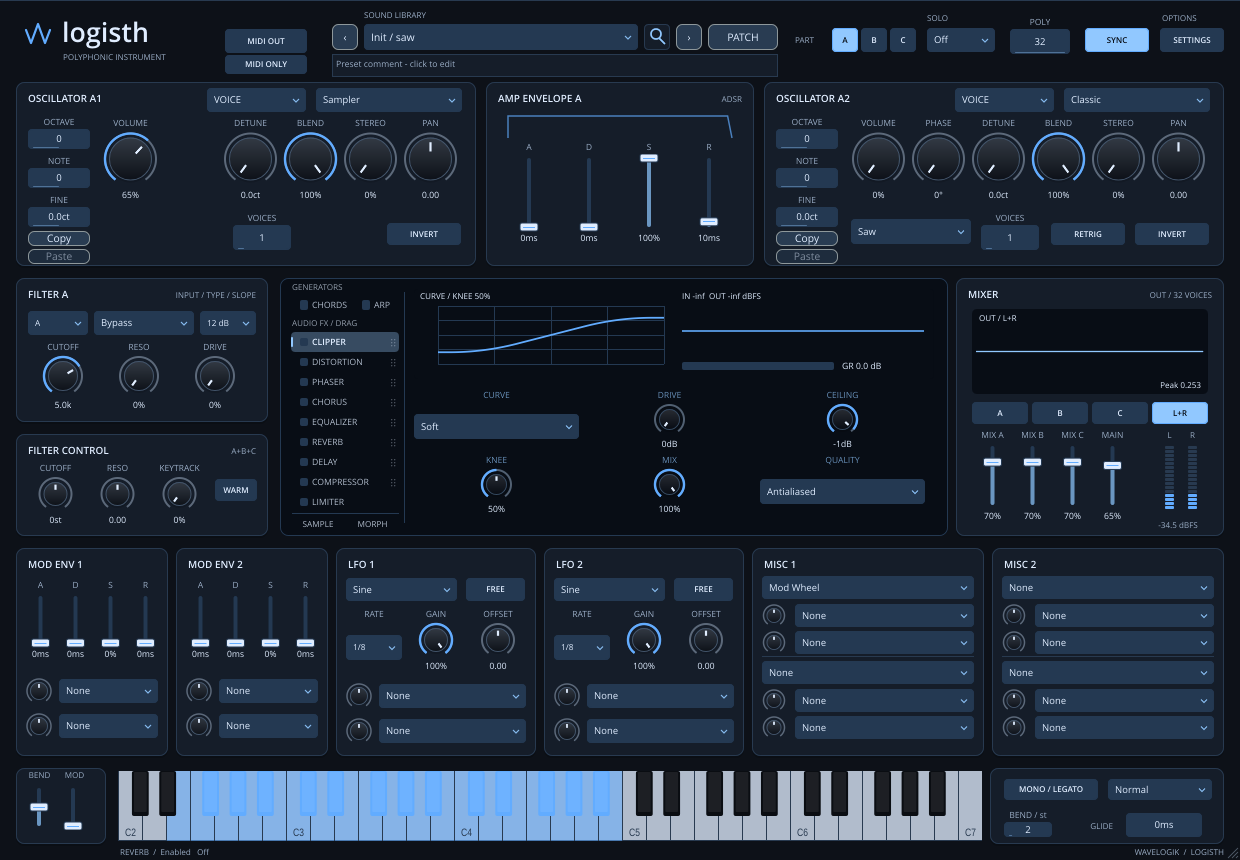 logisth
POLYPHONIC INSTRUMENT
MIDI OUT
MIDI ONLY
SOUND LIBRARY
‹ Init / saw › PATCH
Preset comment - click to edit
PART A B C
SOLO
Off
POLY
32
SYNC
OPTIONS
SETTINGS
OSCILLATOR A1 VOICE Sampler
OCTAVE
0
NOTE
0
FINE
0.0ct
Copy
Paste
VOLUME DETUNE BLEND STEREO PAN
65% 0.0ct 100% 0% 0.00
VOICES
1
INVERT
AMP ENVELOPE A ADSR
A D S R
0ms 0ms 100% 10ms
OSCILLATOR A2 VOICE Classic
OCTAVE
0
NOTE
0
FINE
0.0ct
Copy
Paste
VOLUME PHASE DETUNE BLEND STEREO PAN
0% 0° 0.0ct 100% 0% 0.00
Saw
VOICES
1
RETRIG
INVERT
FILTER A INPUT / TYPE / SLOPE
A Bypass 12 dB
CUTOFF RESO DRIVE
5.0k 0% 0%
FILTER CONTROL A+B+C
CUTOFF RESO KEYTRACK
WARM
0st 0.00 0%
GENERATORS
CHORDS ARP
AUDIO FX / DRAG
CLIPPER
DISTORTION
PHASER
CHORUS
EQUALIZER
REVERB
DELAY
COMPRESSOR
LIMITER
SAMPLE MORPH
CURVE / KNEE 50%
IN -inf OUT -inf dBFS
GR 0.0 dB
CURVE DRIVE CEILING
Soft
0dB -1dB
KNEE MIX QUALITY
Antialiased
50% 100%
MIXER OUT / 32 VOICES
OUT / L+R
Peak 0.253
A B C L+R
MIX A MIX B MIX C MAIN L R
70% 70% 70% 65%
-34.5 dBFS
MOD ENV 1
A D S R
0ms 0ms 0% 0ms
None
None
MOD ENV 2
A D S R
0ms 0ms 0% 0ms
None
None
LFO 1
Sine FREE
RATE GAIN OFFSET
1/8
100% 0.00
None
None
LFO 2
Sine FREE
RATE GAIN OFFSET
1/8
100% 0.00
None
None
MISC 1
Mod Wheel
None
None
None
None
None
MISC 2
None
None
None
None
None
None
BEND MOD
C2 C3 C4 C5 C6 C7
MONO / LEGATO Normal
BEND / st
2
GLIDE 0ms
REVERB / Enabled Off
WAVELOGIK / LOGISTH